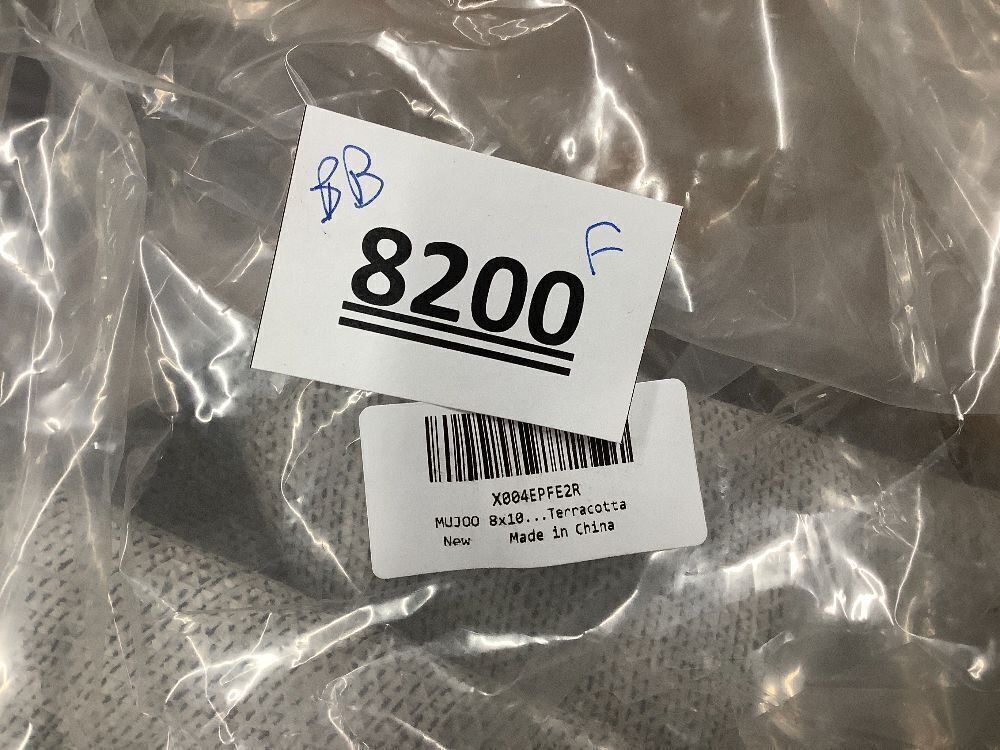 BB
F
8200
X004EPFE2R
MUJOO 8x10...Terracotta
New Made in China